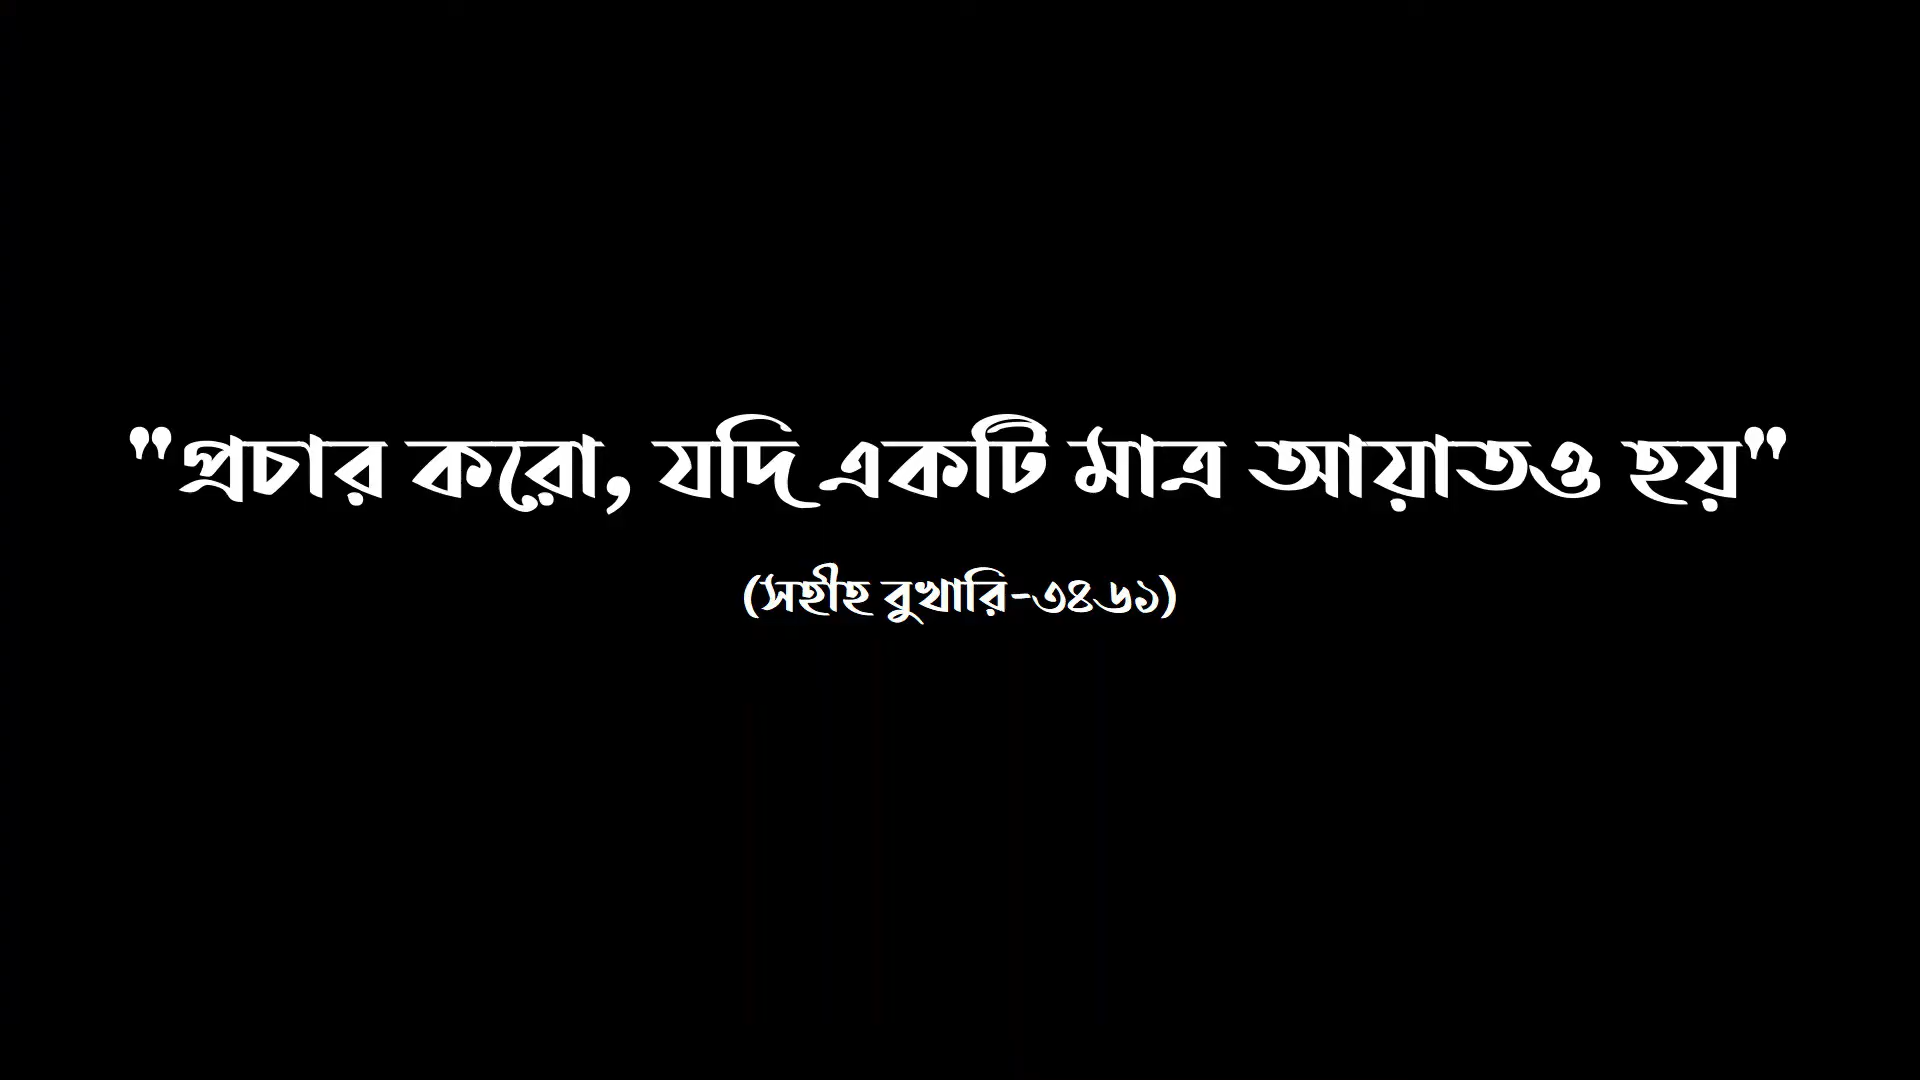 "প্রচার করো, যদি একটি মাত্র আয়াতও হয়"
(সহীহ বুখারি-৩৪৬১)